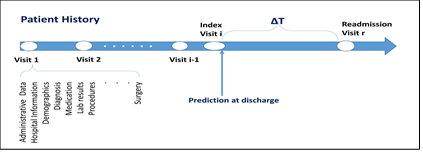 Patient History
Index
Visit i
ΔT
Readmission
Visit r
Visit 1
Visit 2
Visit i-1
Prediction at discharge
Administrative Data
Hospital Information
Demographics
Diagnosis
Medication
Lab results
Procedures
Surgery